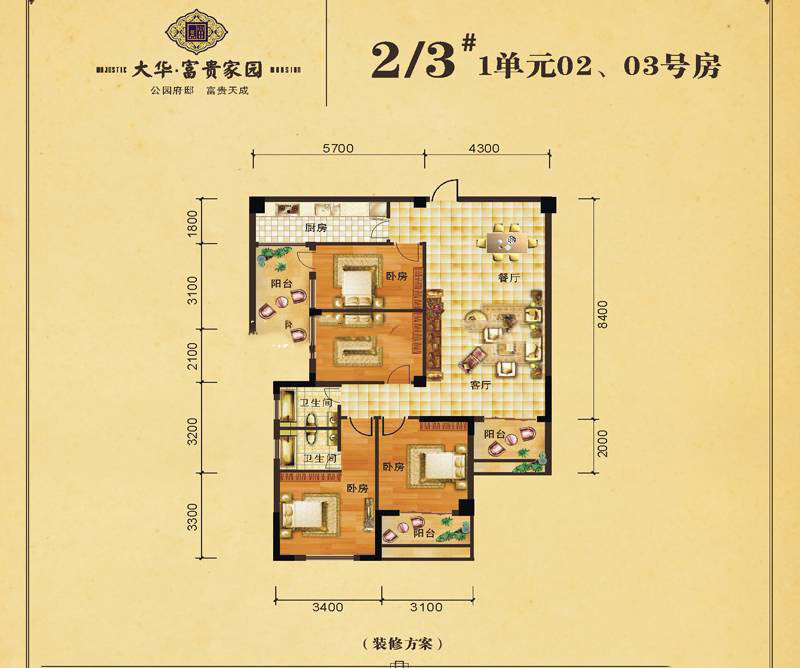 MAJESTIC 大华·富贵家园 MANSION
公园府邸 富贵天成
2/3# 1单元02、03号房
5700 4300
1800
3100
2100
3200
3300
8400
2000
厨房
阳台
卧房
餐厅
客厅
卫生间
卫生间
卧房
卧房
阳台
阳台
3400 3100
（装修方案）